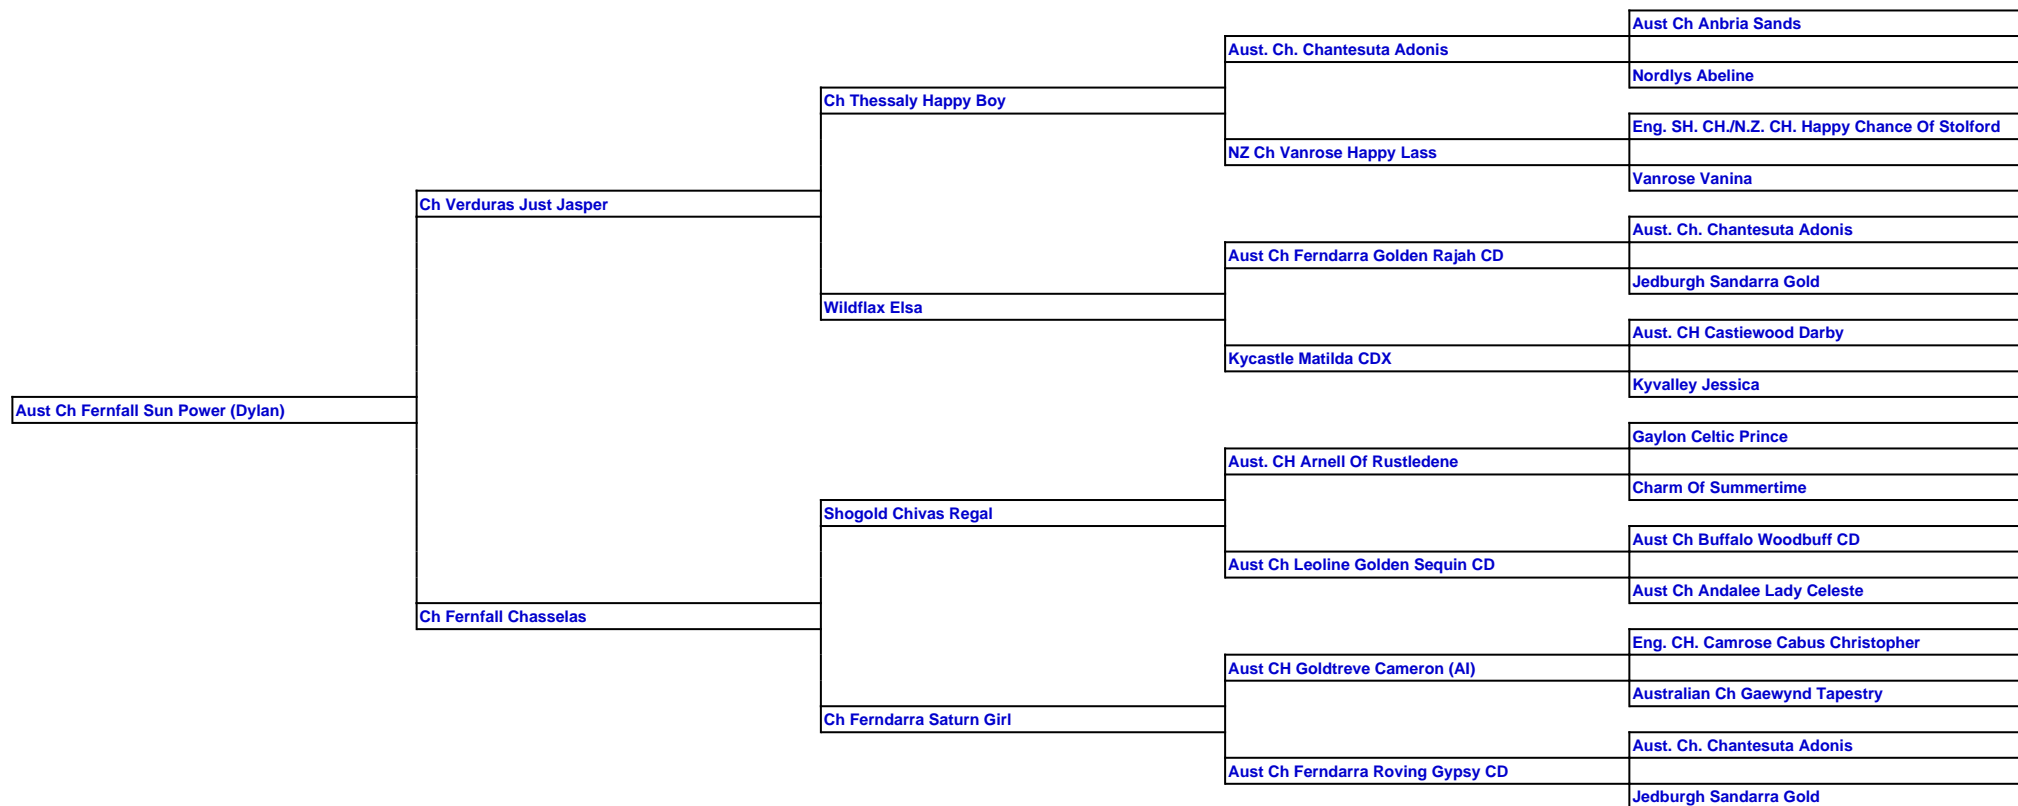 Aust Ch Anbria Sands
Aust. Ch. Chantesuta Adonis
Nordlys Abeline
Ch Thessaly Happy Boy
Eng. SH. CH./N.Z. CH. Happy Chance Of Stolford
NZ Ch Vanrose Happy Lass
Vanrose Vanina
Ch Verduras Just Jasper
Aust. Ch. Chantesuta Adonis
Aust Ch Ferndarra Golden Rajah CD
Jedburgh Sandarra Gold
Wildflax Elsa
Aust. CH Castiewood Darby
Kycastle Matilda CDX
Kyvalley Jessica
Aust Ch Fernfall Sun Power (Dylan)
Gaylon Celtic Prince
Aust. CH Arnell Of Rustledene
Charm Of Summertime
Shogold Chivas Regal
Aust Ch Buffalo Woodbuff CD
Aust Ch Leoline Golden Sequin CD
Aust Ch Andalee Lady Celeste
Ch Fernfall Chasselas
Eng. CH. Camrose Cabus Christopher
Aust CH Goldtreve Cameron (AI)
Australian Ch Gaewynd Tapestry
Ch Ferndarra Saturn Girl
Aust. Ch. Chantesuta Adonis
Aust Ch Ferndarra Roving Gypsy CD
Jedburgh Sandarra Gold